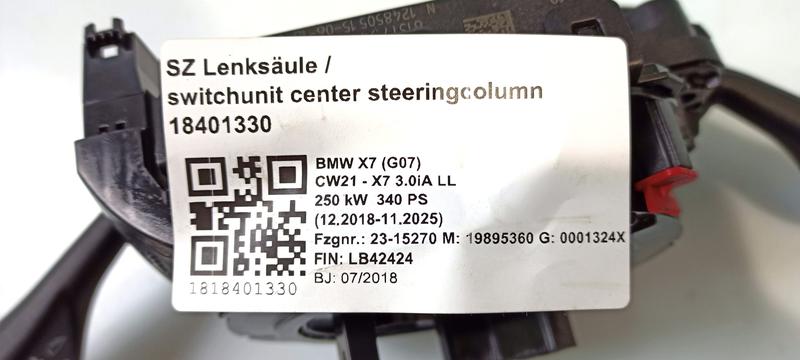 SZ Lenksäule /
switchunit center steeringcolumn
18401330
BMW X7 (G07)
CW21 - X7 3.0iA LL
250 kW 340 PS
(12.2018-11.2025)
Fzgnr.: 23-15270 M: 19895360 G: 0001324X
FIN: LB42424
BJ: 07/2018
1818401330